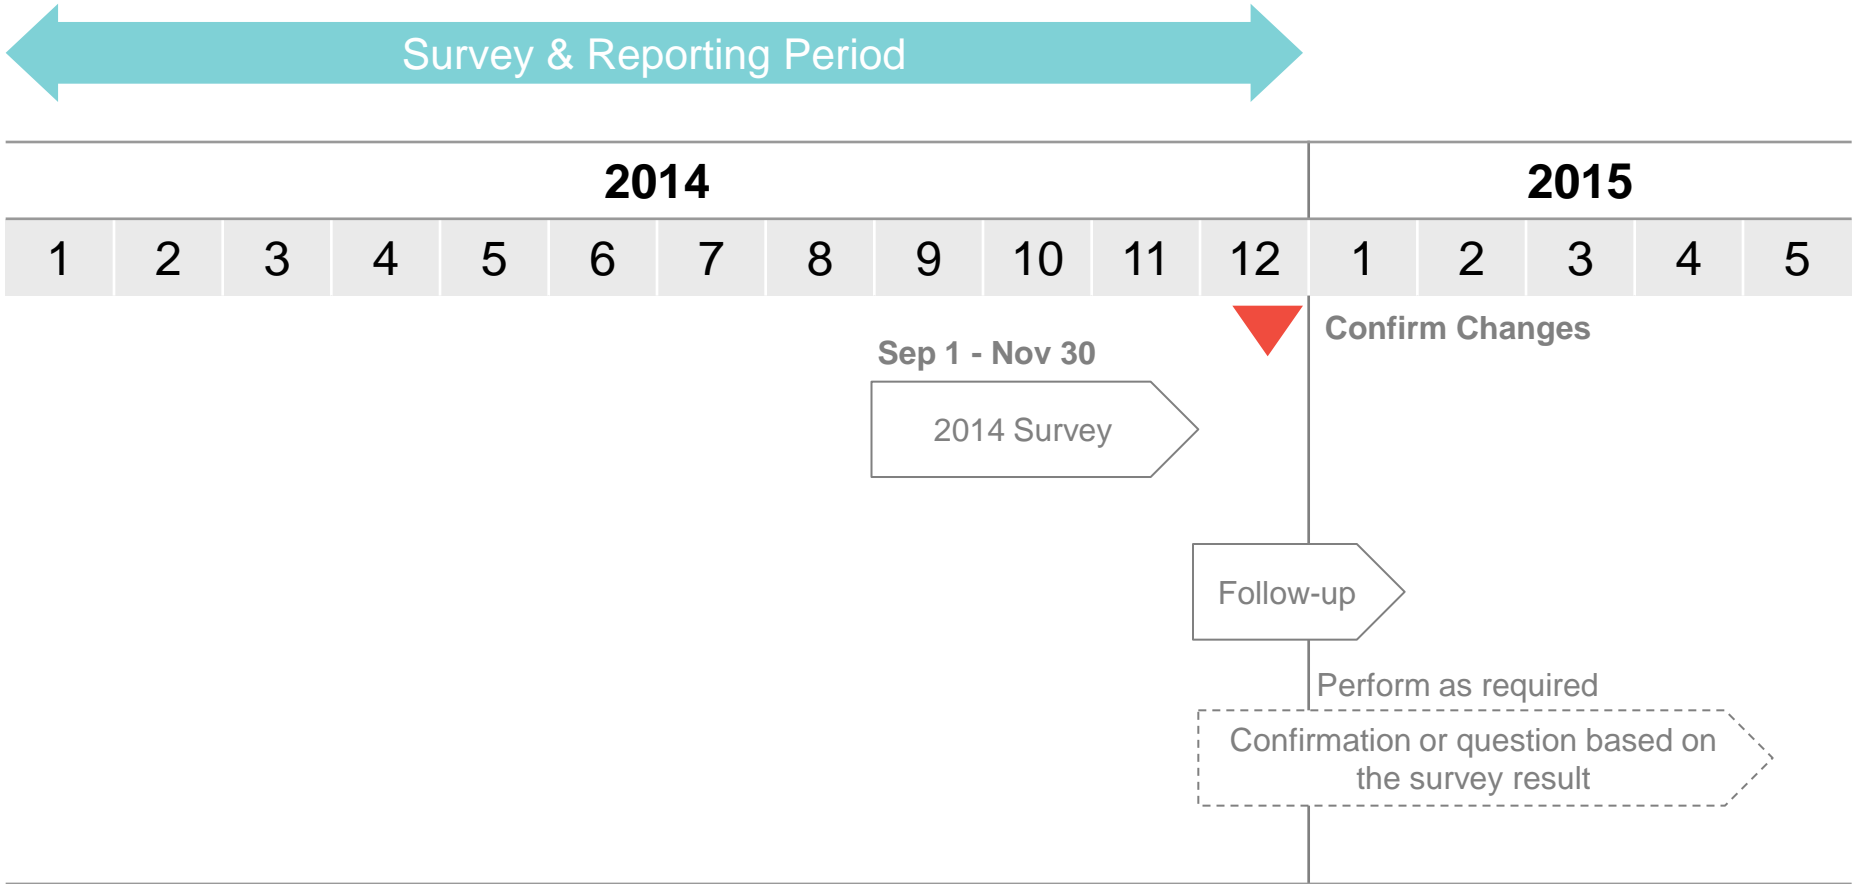 Survey & Reporting Period
2014 2015
1 2 3 4 5 6 7 8 9 10 11 12 1 2 3 4 5
Confirm Changes
Sep 1 - Nov 30
2014 Survey
Follow-up
Perform as required
Confirmation or question based on
the survey result